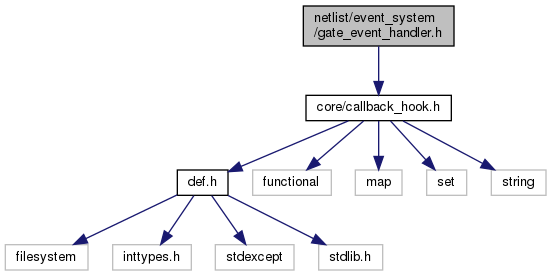 netlist/event_system
/gate_event_handler.h
core/callback_hook.h
def.h
functional
map
set
string
filesystem
inttypes.h
stdexcept
stdlib.h